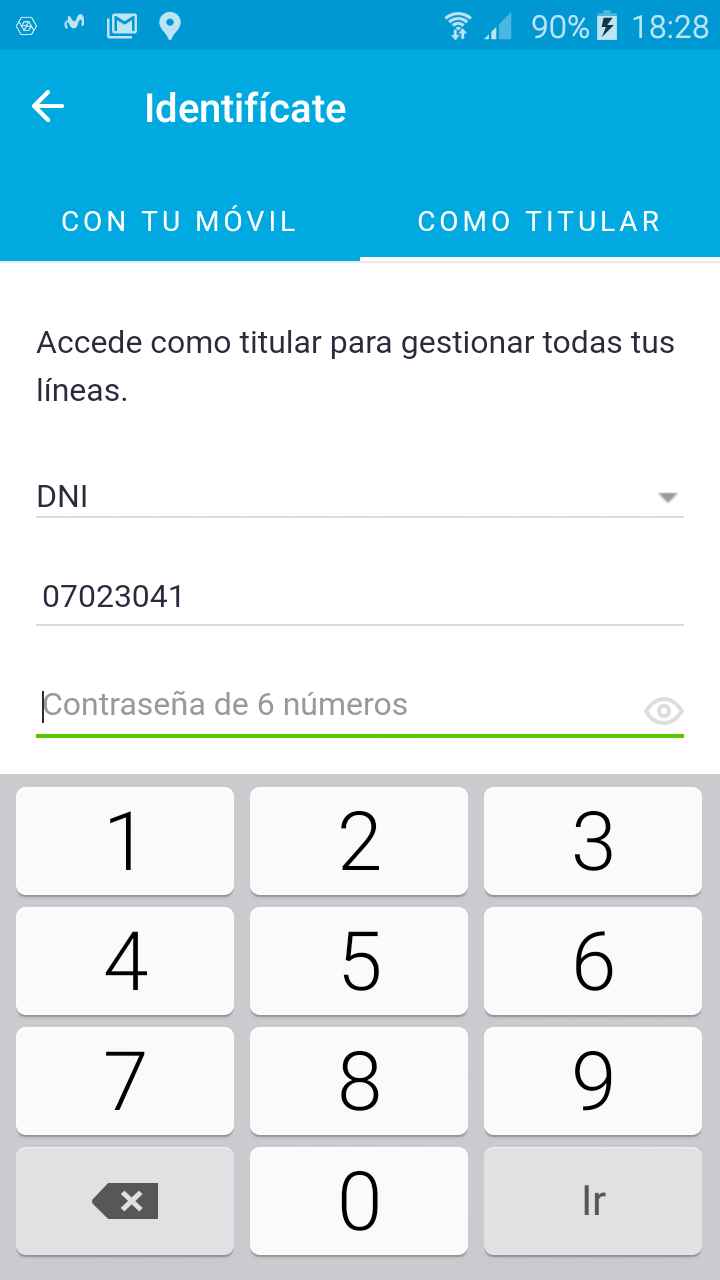 90% 18:28
Identifícate
CON TU MÓVIL COMO TITULAR
Accede como titular para gestionar todas tus
líneas.
DNI
07023041
Contraseña de 6 números
1 2 3
4 5 6
7 8 9
0 Ir